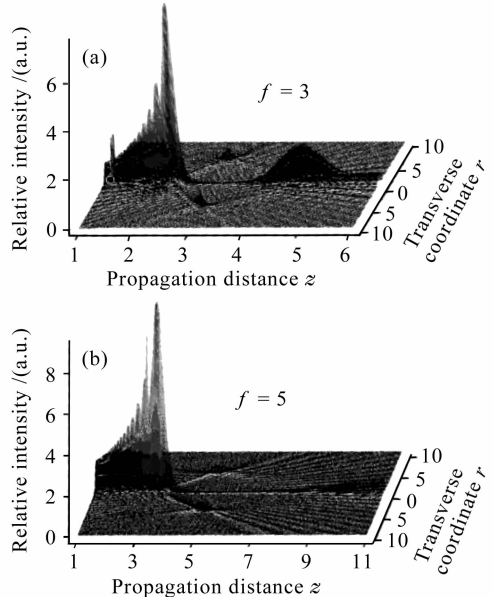 (a)
f = 3
Relative intensity /(a.u.)
6
4
2
0
1 2 3 4 5 6
Propagation distance z
10
5
0
5
10
Transverse
coordinate r
(b)
f = 5
Relative intensity /(a.u.)
8
6
4
2
0
1 3 5 7 9 11
Propagation distance z
10
5
0
5
10
Transverse
coordinate r